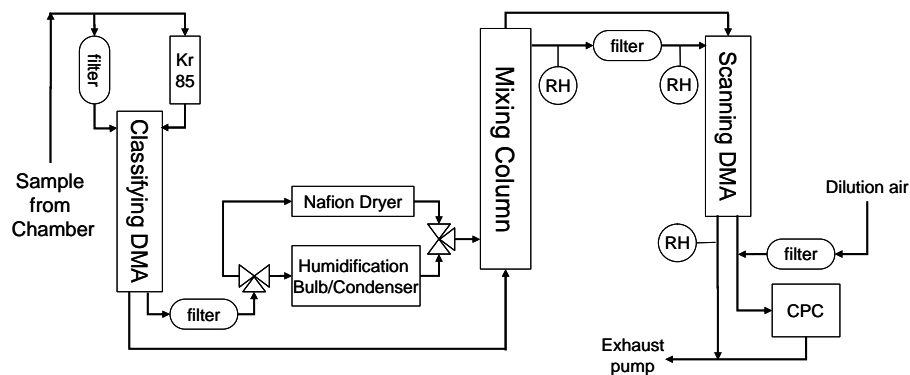 filter
Kr
85
Classifying DMA
Sample
from
Chamber
filter
Nafion Dryer
Humidification
Bulb/Condenser
Mixing Column
RH
filter
RH
Scanning DMA
RH
Dilution air
filter
CPC
Exhaust
pump